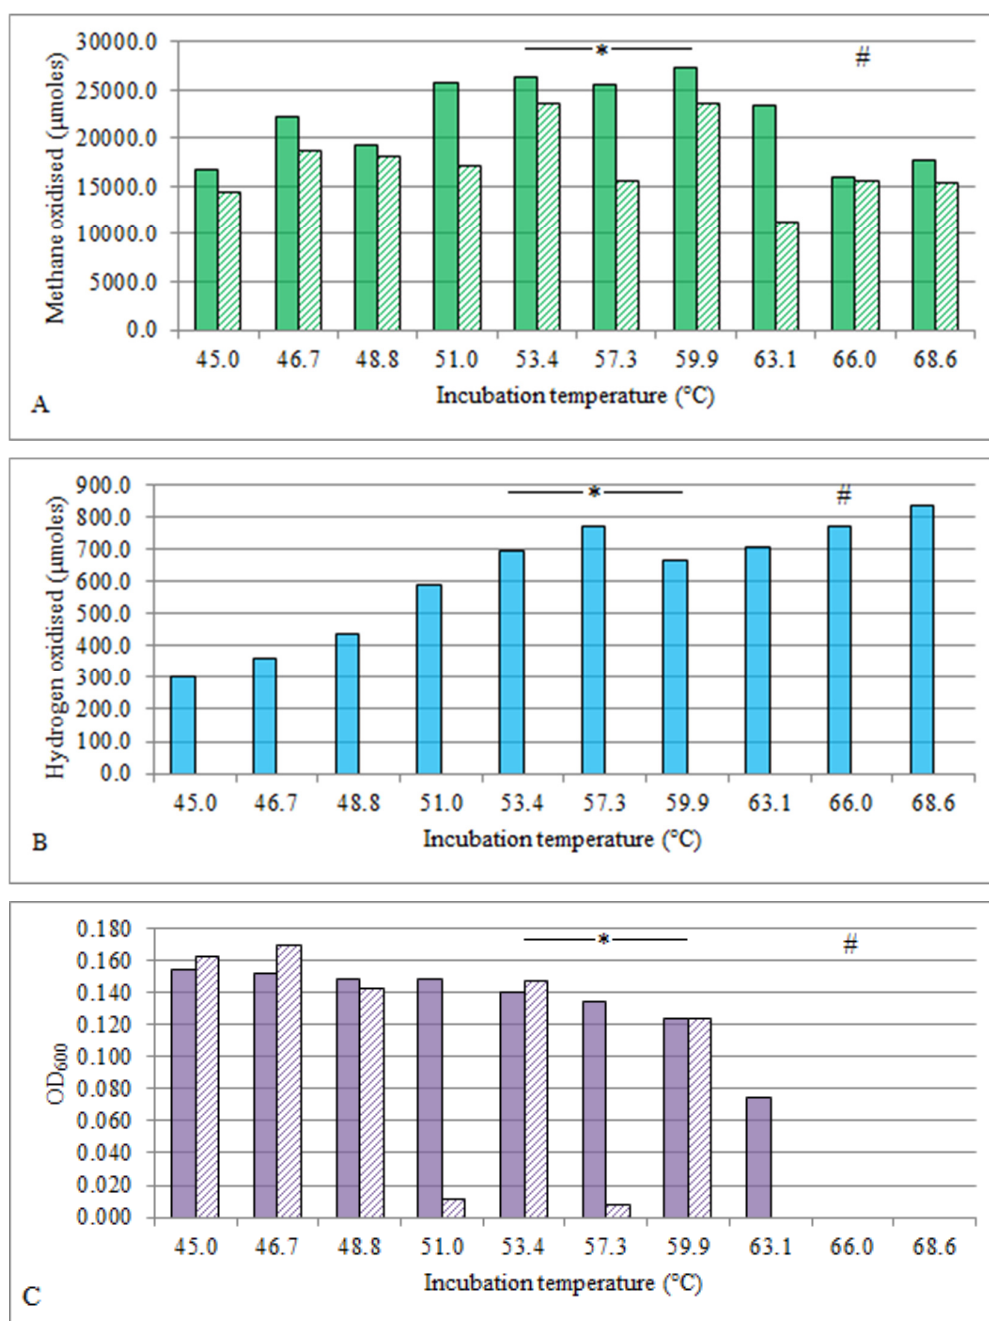 30000.0
25000.0
20000.0
15000.0
10000.0
5000.0
0.0
Methane oxidised (µmoles)
*
#
45.0 46.7 48.8 51.0 53.4 57.3 59.9 63.1 66.0 68.6
Incubation temperature (°C)
A
900.0
800.0
700.0
600.0
500.0
400.0
300.0
200.0
100.0
0.0
Hydrogen oxidised (µmoles)
*
#
45.0 46.7 48.8 51.0 53.4 57.3 59.9 63.1 66.0 68.6
Incubation temperature (°C)
B
0.180
0.160
0.140
0.120
0.100
0.080
0.060
0.040
0.020
0.000
OD600
*
#
45.0 46.7 48.8 51.0 53.4 57.3 59.9 63.1 66.0 68.6
Incubation temperature (°C)
C